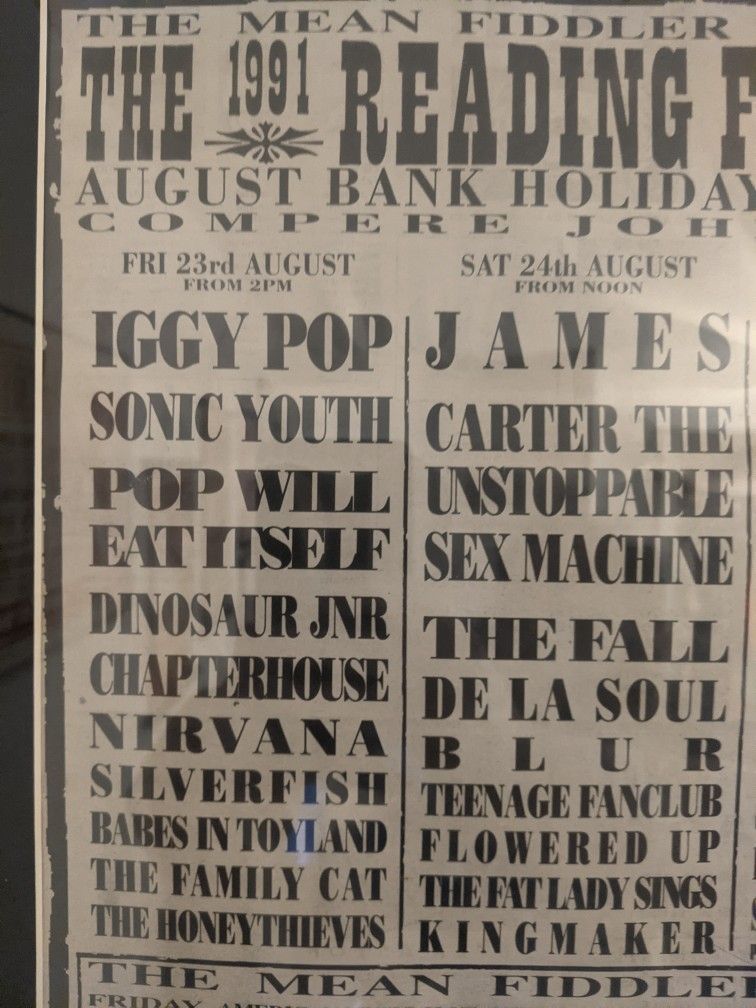 THE MEAN FIDDLER
THE 1991 READING F
AUGUST BANK HOLIDAY
COMPERE JOH
FRI 23rd AUGUST
FROM 2PM
IGGY POP
SONIC YOUTH
POP WILL
EAT ITSELF
DINOSAUR JNR
CHAPTERHOUSE
NIRVANA
SILVERFISH
BABES IN TOYLAND
THE FAMILY CAT
THE HONEYTHIEVES
SAT 24th AUGUST
FROM NOON
JAMES
CARTER THE
UNSTOPPABLE
SEX MACHINE
THE FALL
DE LA SOUL
BLUR
TEENAGE FANCLUB
FLOWERED UP
THE FAT LADY SINGS
KINGMAKER
THE MEAN FIDDLE
FRIDAY